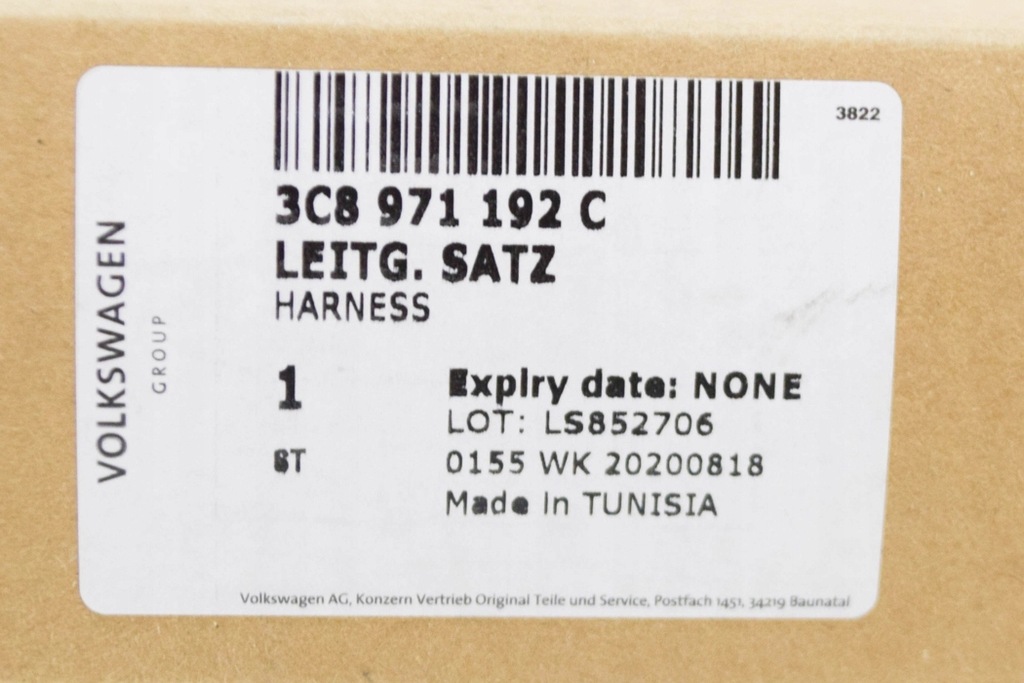 3822
3C8 971 192 C
LEITG. SATZ
HARNESS
1
Expiry date: NONE
LOT: LS852706
ST
0155 WK 20200818
Made in TUNISIA
VOLKSWAGEN
GROUP
Volkswagen AG, Konzern Vertrieb Original Teile und Service, Postfach 1451, 34219 Baunatal